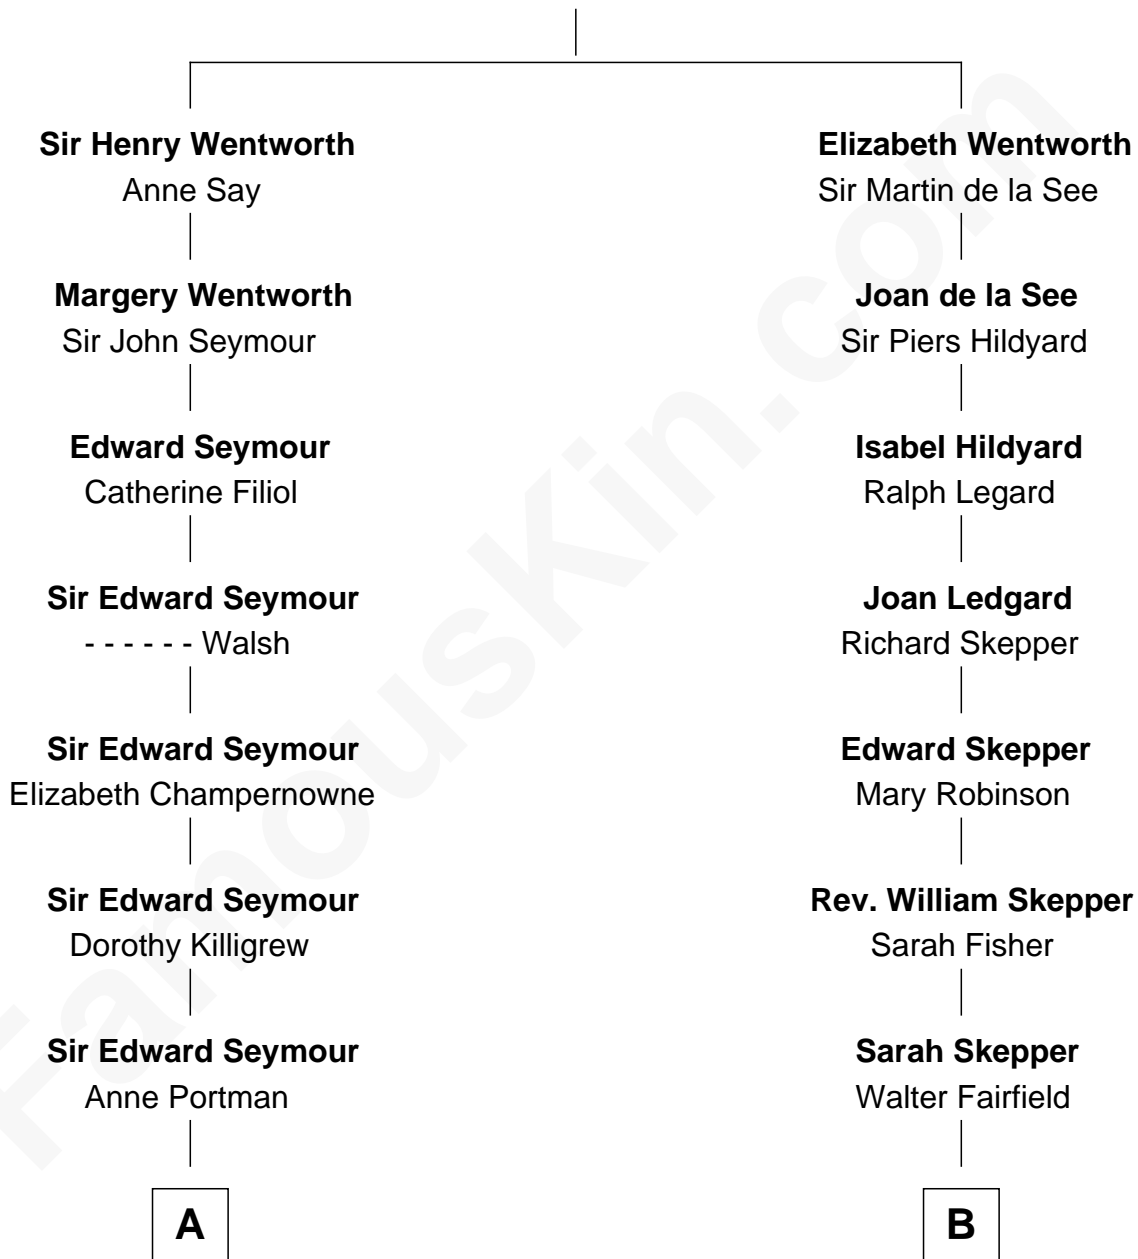 Sir Henry Wentworth
Anne Say
Margery Wentworth
Sir John Seymour
Edward Seymour
Catherine Filiol
Sir Edward Seymour
- - - - - - Walsh
Sir Edward Seymour
Elizabeth Champernowne
Sir Edward Seymour
Dorothy Killigrew
Sir Edward Seymour
Anne Portman
A
Elizabeth Wentworth
Sir Martin de la See
Joan de la See
Sir Piers Hildyard
Isabel Hildyard
Ralph Legard
Joan Ledgard
Richard Skepper
Edward Skepper
Mary Robinson
Rev. William Skepper
Sarah Fisher
Sarah Skepper
Walter Fairfield
B
FamousKin.com